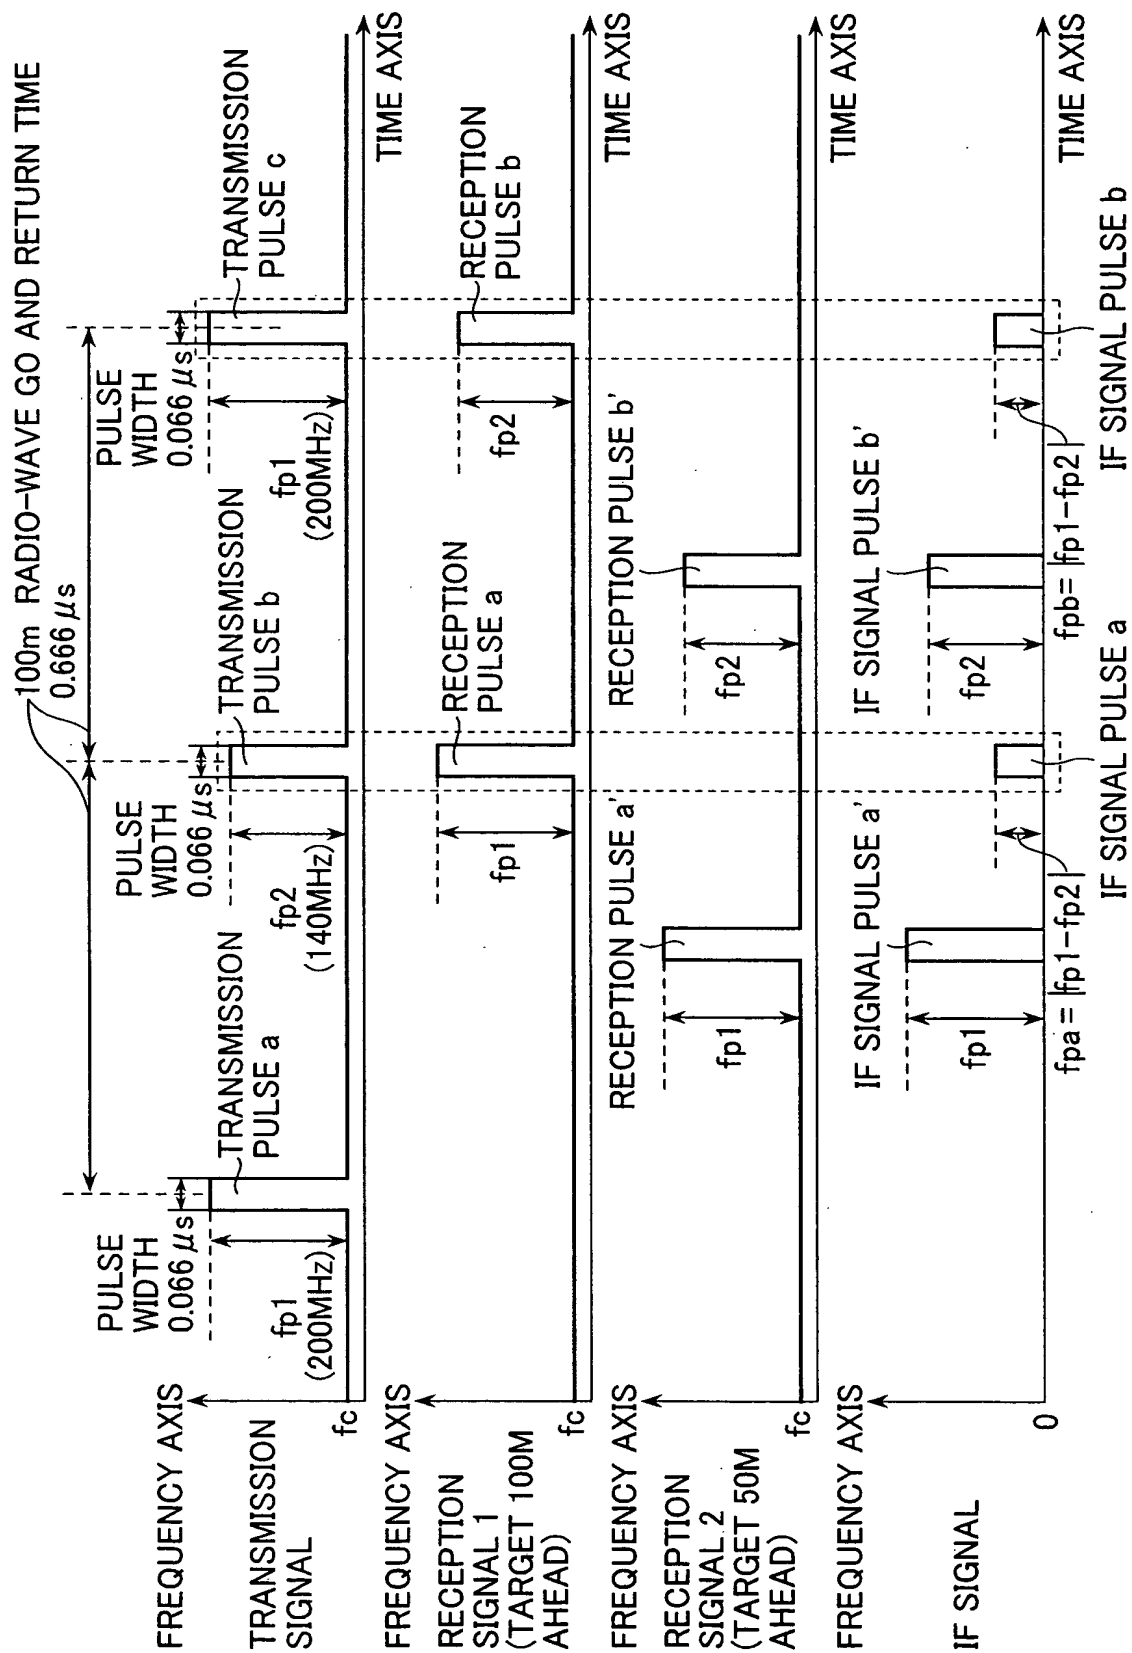 100m RADIO-WAVE GO AND RETURN TIME
0.666 μs
PULSE
WIDTH
0.066 μs
PULSE
WIDTH
0.066 μs
PULSE
WIDTH
0.066 μs
FREQUENCY AXIS
TRANSMISSION
SIGNAL
fc
fp1
(200MHz)
TRANSMISSION
PULSE a
fp2
(140MHz)
TRANSMISSION
PULSE b
fp1
(200MHz)
TRANSMISSION
PULSE c
TIME AXIS
FREQUENCY AXIS
RECEPTION
SIGNAL 1
(TARGET 100M
AHEAD)
fc
fp1
RECEPTION
PULSE a
fp2
RECEPTION
PULSE b
TIME AXIS
FREQUENCY AXIS
RECEPTION
SIGNAL 2
(TARGET 50M
AHEAD)
fc
RECEPTION PULSE a'
fp1
RECEPTION PULSE b'
fp2
TIME AXIS
FREQUENCY AXIS
IF SIGNAL
0
IF SIGNAL PULSE a'
fp1
IF SIGNAL PULSE b'
fp2
fpa=|fp1-fp2|
fpb=|fp1-fp2|
TIME AXIS
IF SIGNAL PULSE a
IF SIGNAL PULSE b